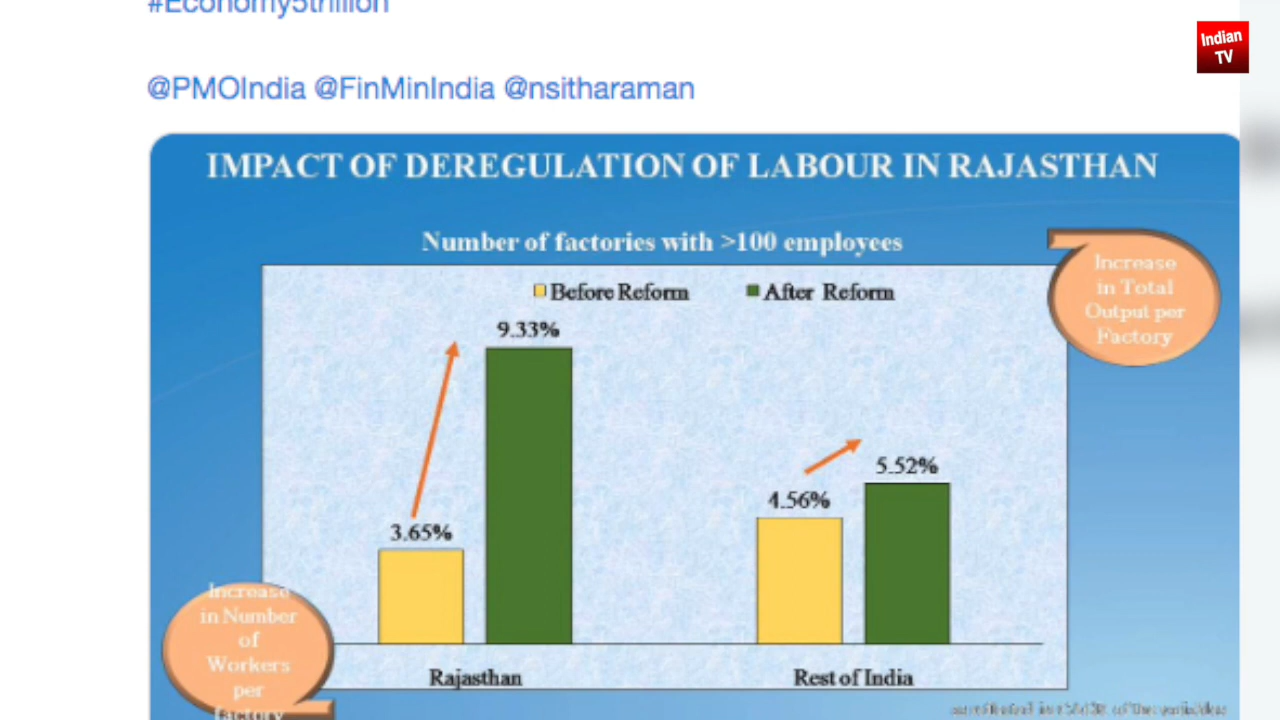 #Economy5trillion
Indian
TV
@PMOIndia @FinMinIndia @nsitharaman
IMPACT OF DEREGULATION OF LABOUR IN RAJASTHAN
Number of factories with >100 employees
Increase
in Total
Output per
Factory
Before Reform After Reform
9.33%
3.65%
5.52%
4.56%
Increase
in Number
of
Workers
per
factory
Rajasthan Rest of India